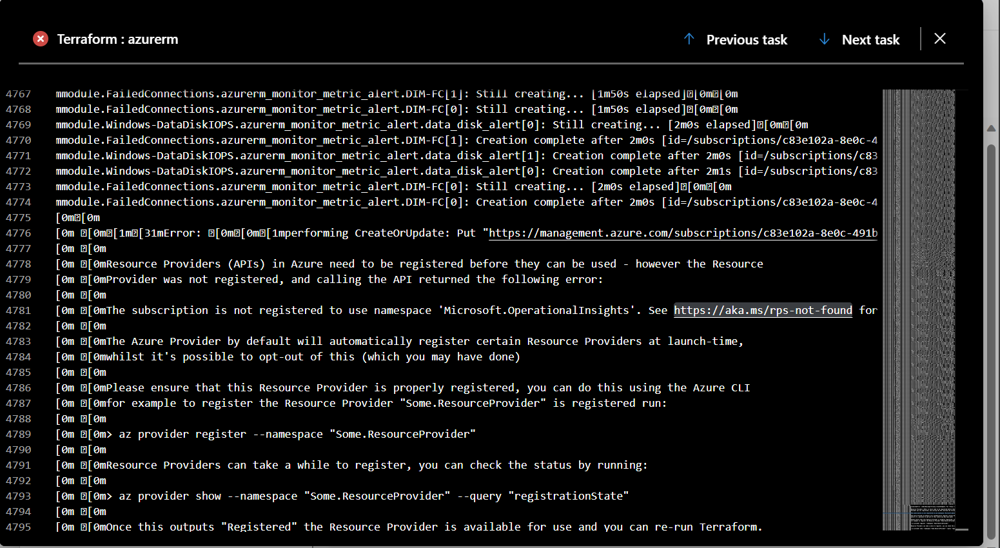 Terraform : azurerm
Previous task
Next task
4767 mmodule.FailedConnections.azurerm_monitor_metric_alert.DIM-FC[1]: Still creating... [1m50s elapsed]␛[0m␛[0m
4768 mmodule.FailedConnections.azurerm_monitor_metric_alert.DIM-FC[0]: Still creating... [1m50s elapsed]␛[0m␛[0m
4769 mmodule.Windows-DataDiskIOPS.azurerm_monitor_metric_alert.data_disk_alert[0]: Still creating... [2m0s elapsed]␛[0m␛[0m
4770 mmodule.FailedConnections.azurerm_monitor_metric_alert.DIM-FC[1]: Creation complete after 2m0s [id=/subscriptions/c83e102a-8e0c-4
4771 mmodule.Windows-DataDiskIOPS.azurerm_monitor_metric_alert.data_disk_alert[1]: Creation complete after 2m0s [id=/subscriptions/c83
4772 mmodule.Windows-DataDiskIOPS.azurerm_monitor_metric_alert.data_disk_alert[0]: Creation complete after 2m1s [id=/subscriptions/c83
4773 mmodule.FailedConnections.azurerm_monitor_metric_alert.DIM-FC[0]: Still creating... [2m0s elapsed]␛[0m␛[0m
4774 mmodule.FailedConnections.azurerm_monitor_metric_alert.DIM-FC[0]: Creation complete after 2m0s [id=/subscriptions/c83e102a-8e0c-4
4775 [0m␛[0m
4776 [0m ␛[0m␛[1m␛[31mError: ␛[0m␛[0m␛[1mperforming CreateOrUpdate: Put "https://management.azure.com/subscriptions/c83e102a-8e0c-491b
4777 [0m ␛[0m
4778 [0m ␛[0mResource Providers (APIs) in Azure need to be registered before they can be used - however the Resource
4779 [0m ␛[0mProvider was not registered, and calling the API returned the following error:
4780 [0m ␛[0m
4781 [0m ␛[0mThe subscription is not registered to use namespace 'Microsoft.OperationalInsights'. See https://aka.ms/rps-not-found for
4782 [0m ␛[0m
4783 [0m ␛[0mThe Azure Provider by default will automatically register certain Resource Providers at launch-time,
4784 [0m ␛[0mwhilst it's possible to opt-out of this (which you may have done)
4785 [0m ␛[0m
4786 [0m ␛[0mPlease ensure that this Resource Provider is properly registered, you can do this using the Azure CLI
4787 [0m ␛[0mfor example to register the Resource Provider "Some.ResourceProvider" is registered run:
4788 [0m ␛[0m
4789 [0m ␛[0m> az provider register --namespace "Some.ResourceProvider"
4790 [0m ␛[0m
4791 [0m ␛[0mResource Providers can take a while to register, you can check the status by running:
4792 [0m ␛[0m
4793 [0m ␛[0m> az provider show --namespace "Some.ResourceProvider" --query "registrationState"
4794 [0m ␛[0m
4795 [0m ␛[0mOnce this outputs "Registered" the Resource Provider is available for use and you can re-run Terraform.